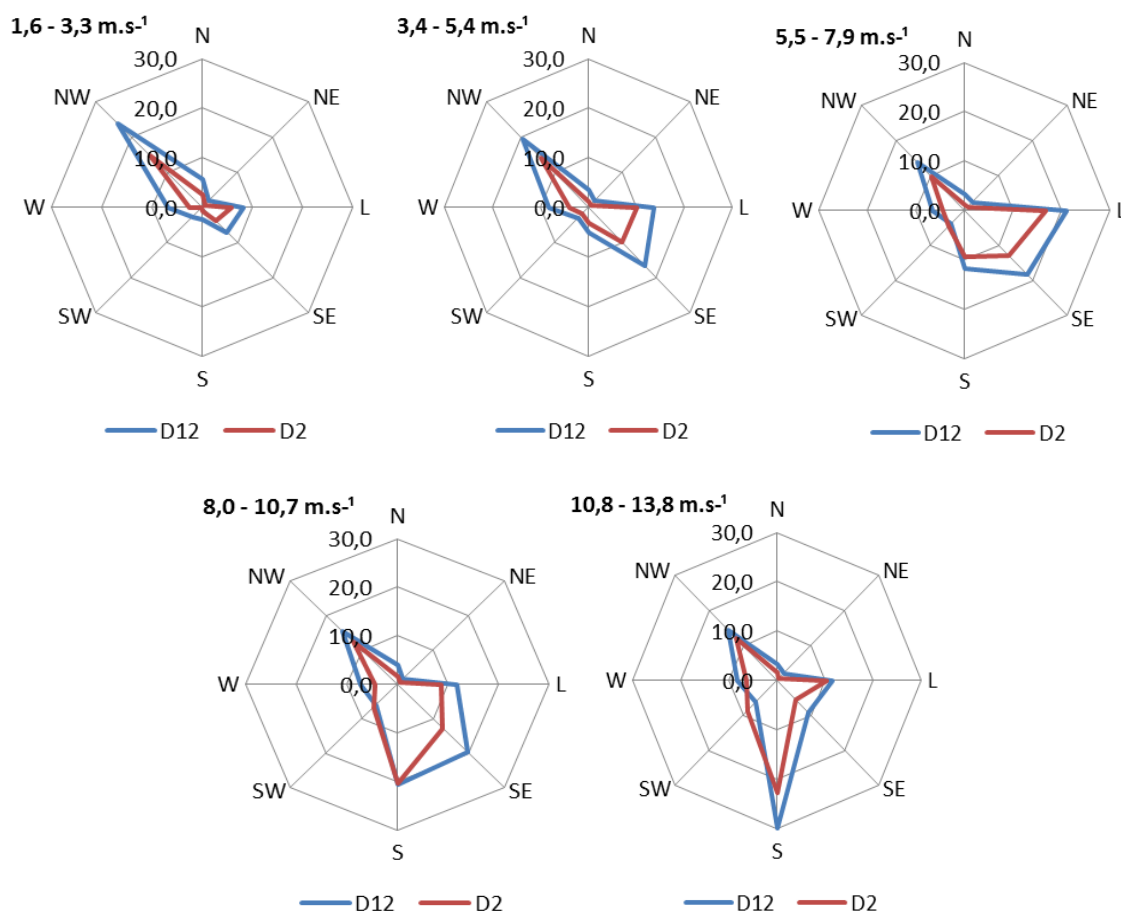 1,6 - 3,3 m.s-¹
N
30,0
NW
NE
20,0
10,0
W
0,0
L
SW
SE
S
D12 D2
3,4 - 5,4 m.s-¹
N
30,0
NW
NE
20,0
10,0
W
0,0
L
SW
SE
S
D12 D2
5,5 - 7,9 m.s-¹
N
30,0
NW
NE
20,0
10,0
W
0,0
L
SW
SE
S
D12 D2
8,0 - 10,7 m.s-¹
N
30,0
NW
NE
20,0
10,0
W
0,0
L
SW
SE
S
D12 D2
10,8 - 13,8 m.s-¹
N
30,0
NW
NE
20,0
10,0
W
0,0
L
SW
SE
S
D12 D2